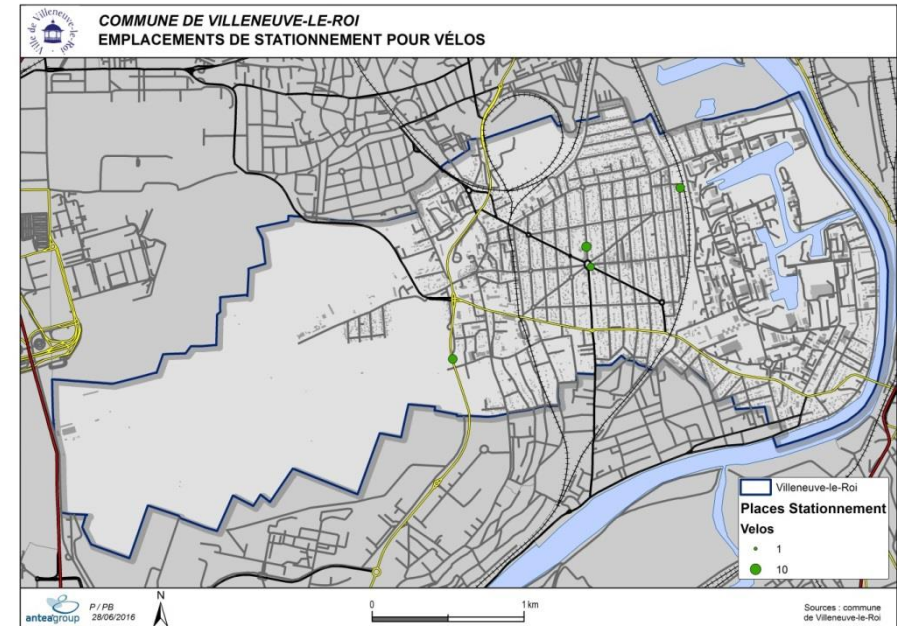 Ville de Villeneuve-le-Roi
COMMUNE DE VILLENEUVE-LE-ROI
EMPLACEMENTS DE STATIONNEMENT POUR VÉLOS
Villeneuve-le-Roi
Places Stationnement
Velos
1
10
anteagroup
P / PB
28/06/2016
N
0
1 km
Sources : commune
de Villeneuve-le-Roi